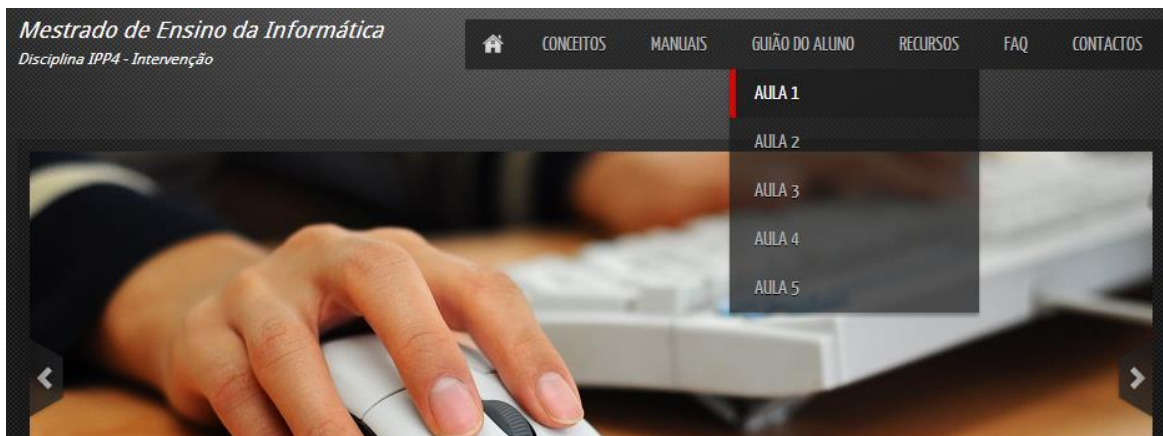 Mestrado de Ensino da Informática
Disciplina IPP4 - Intervenção
CONCEITOS MANUAIS GUIÃO DO ALUNO RECURSOS FAQ CONTACTOS
AULA 1
AULA 2
AULA 3
AULA 4
AULA 5